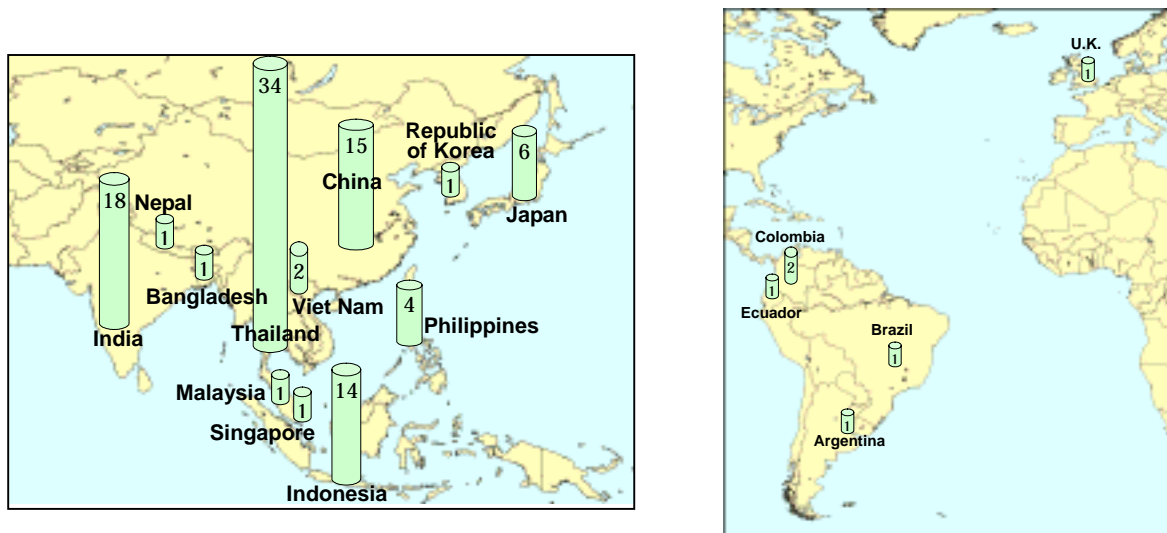 34
15
China
Republic
of Korea
1
6
Japan
18
India
Nepal
1
1
Bangladesh
2
Viet Nam
Thailand
4
Philippines
Malaysia
1
1
Singapore
14
Indonesia
U.K.
1
Colombia
2
1
Ecuador
Brazil
1
1
Argentina